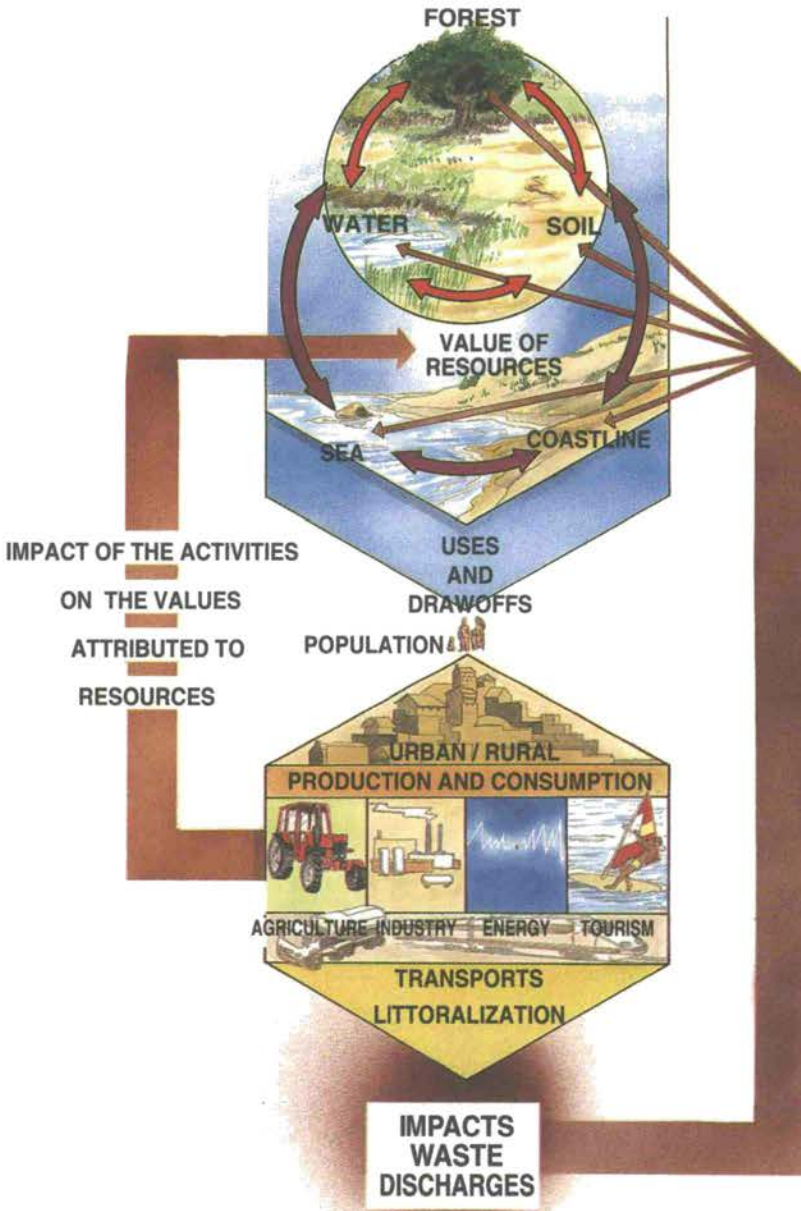 FOREST
WATER
SOIL
VALUE OF
RESOURCES
SEA
COASTLINE
IMPACT OF THE ACTIVITIES
ON THE VALUES
ATTRIBUTED TO
RESOURCES
USES
AND
DRAWOFFS
POPULATION
URBAN / RURAL
PRODUCTION AND CONSUMPTION
AGRICULTURE
INDUSTRY
ENERGY
TOURISM
TRANSPORTS
LITTORALIZATION
IMPACTS
WASTE
DISCHARGES